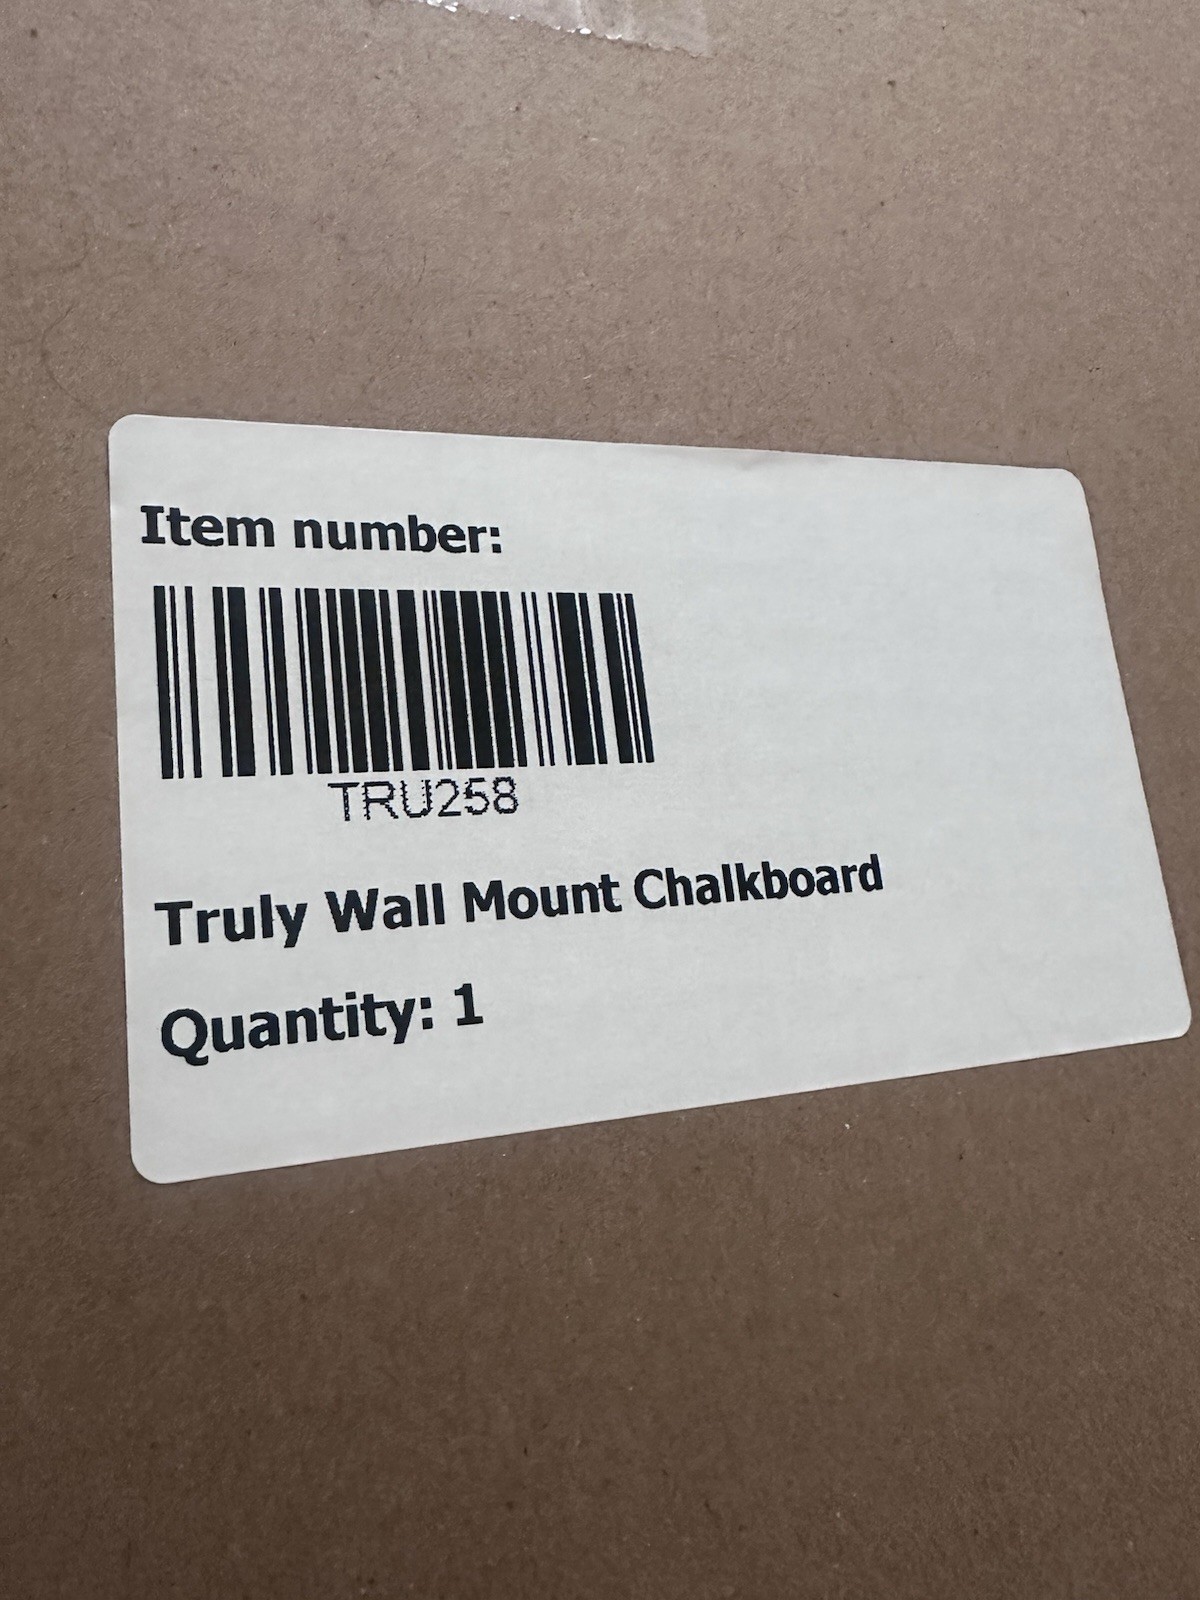 Item number:
TRU258
Truly Wall Mount Chalkboard
Quantity: 1